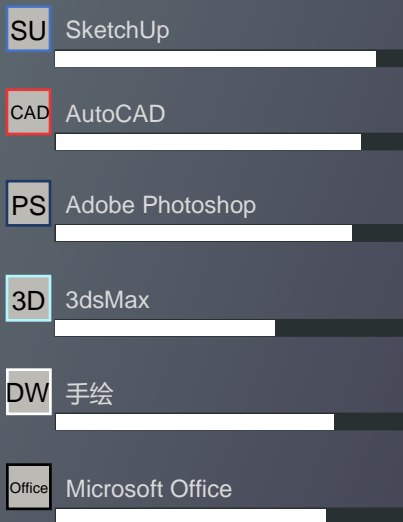 SU SketchUp
CAD AutoCAD
PS Adobe Photoshop
3D 3dsMax
DW 手绘
Office Microsoft Office